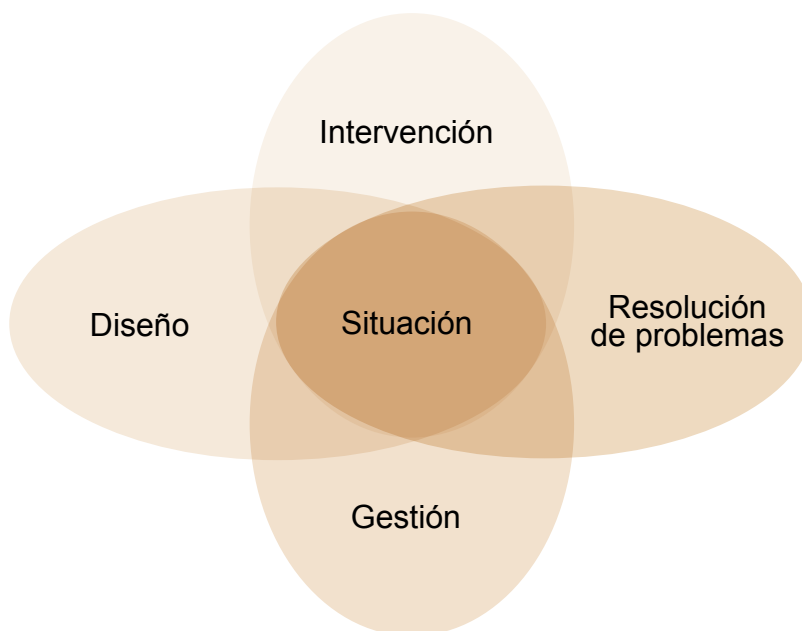 Intervención
Diseño
Situación
Resolución
de problemas
Gestión